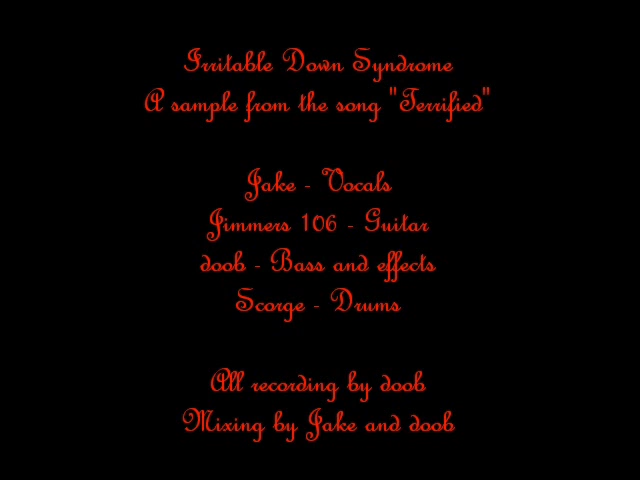 Irritable Down Syndrome
A sample from the song "Terrified"
Jake - Vocals
Jimmers 106 - Guitar
doob - Bass and effects
Scorge - Drums
All recording by doob
Mixing by Jake and doob